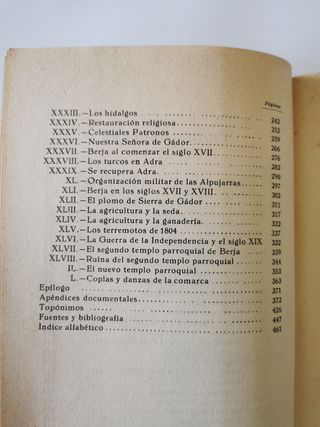 Páginas
XXXIII.—Los hidalgos 242
XXXIV.—Restauración religiosa 252
XXXV.—Celestiales Patronos 259
XXXVI.—Nuestra Señora de Gádor 266
XXXVII.—Berja al comenzar el siglo XVII 276
XXXVIII.—Los turcos en Adra 282
XXXIX.—Se recupera Adra 290
XL.—Organización militar de las Alpujarras 297
XLI.—Berja en los siglos XVII y XVIII 302
XLII.—El plomo de Sierra de Gádor 311
XLIII.—La agricultura y la seda 317
XLIV.—La agricultura y la ganadería 322
XLV.—Los terremotos de 1804 327
XLVI.—La Guerra de la Independencia y el siglo XIX 332
XLVII.—El segundo templo parroquial de Berja 339
XLVIII.—Ruina del segundo templo parroquial 344
IL.—El nuevo templo parroquial 353
L.—Coplas y danzas de la comarca 363
Epílogo 371
Apéndices documentales 372
Topónimos 426
Fuentes y bibliografía 447
Indice alfabético 461